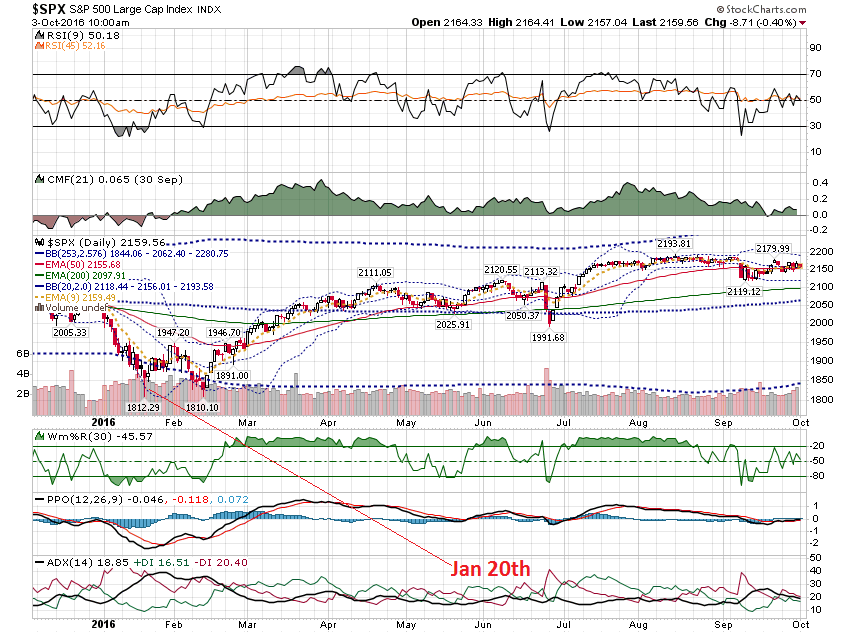 $SPX S&P 500 Large Cap Index INDX
© StockCharts.com
3-Oct-2016 10:00am
Open 2164.33 High 2164.41 Low 2157.04 Last 2159.56 Chg -8.71 (-0.40%)
RSI(9) 50.18
RSI(45) 52.16
90
70
50
30
10
CMF(21) 0.065 (30 Sep)
0.4
0.2
0.0
-0.2
$SPX (Daily) 2159.56
BB(253,2.576) 1844.06 - 2062.40 - 2280.75
EMA(50) 2155.68
EMA(200) 2097.91
BB(20,2.0) 2118.44 - 2156.01 - 2193.58
EMA(9) 2159.49
Volume undef
2193.81
2179.99
2120.55
2113.32
2111.05
2119.12
2050.37
2025.91
2005.33
1947.20
1946.70
1991.68
1891.00
1812.29
1810.10
2200
2150
2100
2050
2000
1950
1900
1850
1800
6B
4B
2B
2016 Feb Mar Apr May Jun Jul Aug Sep Oct
Wm%R(30) -45.57
-20
-50
-80
PPO(12,26,9) -0.046, -0.118, 0.072
1
0
-1
ADX(14) 18.85 +DI 16.51 -DI 20.40
Jan 20th
50
40
30
20
10
2016 Feb Mar Apr May Jun Jul Aug Sep Oct